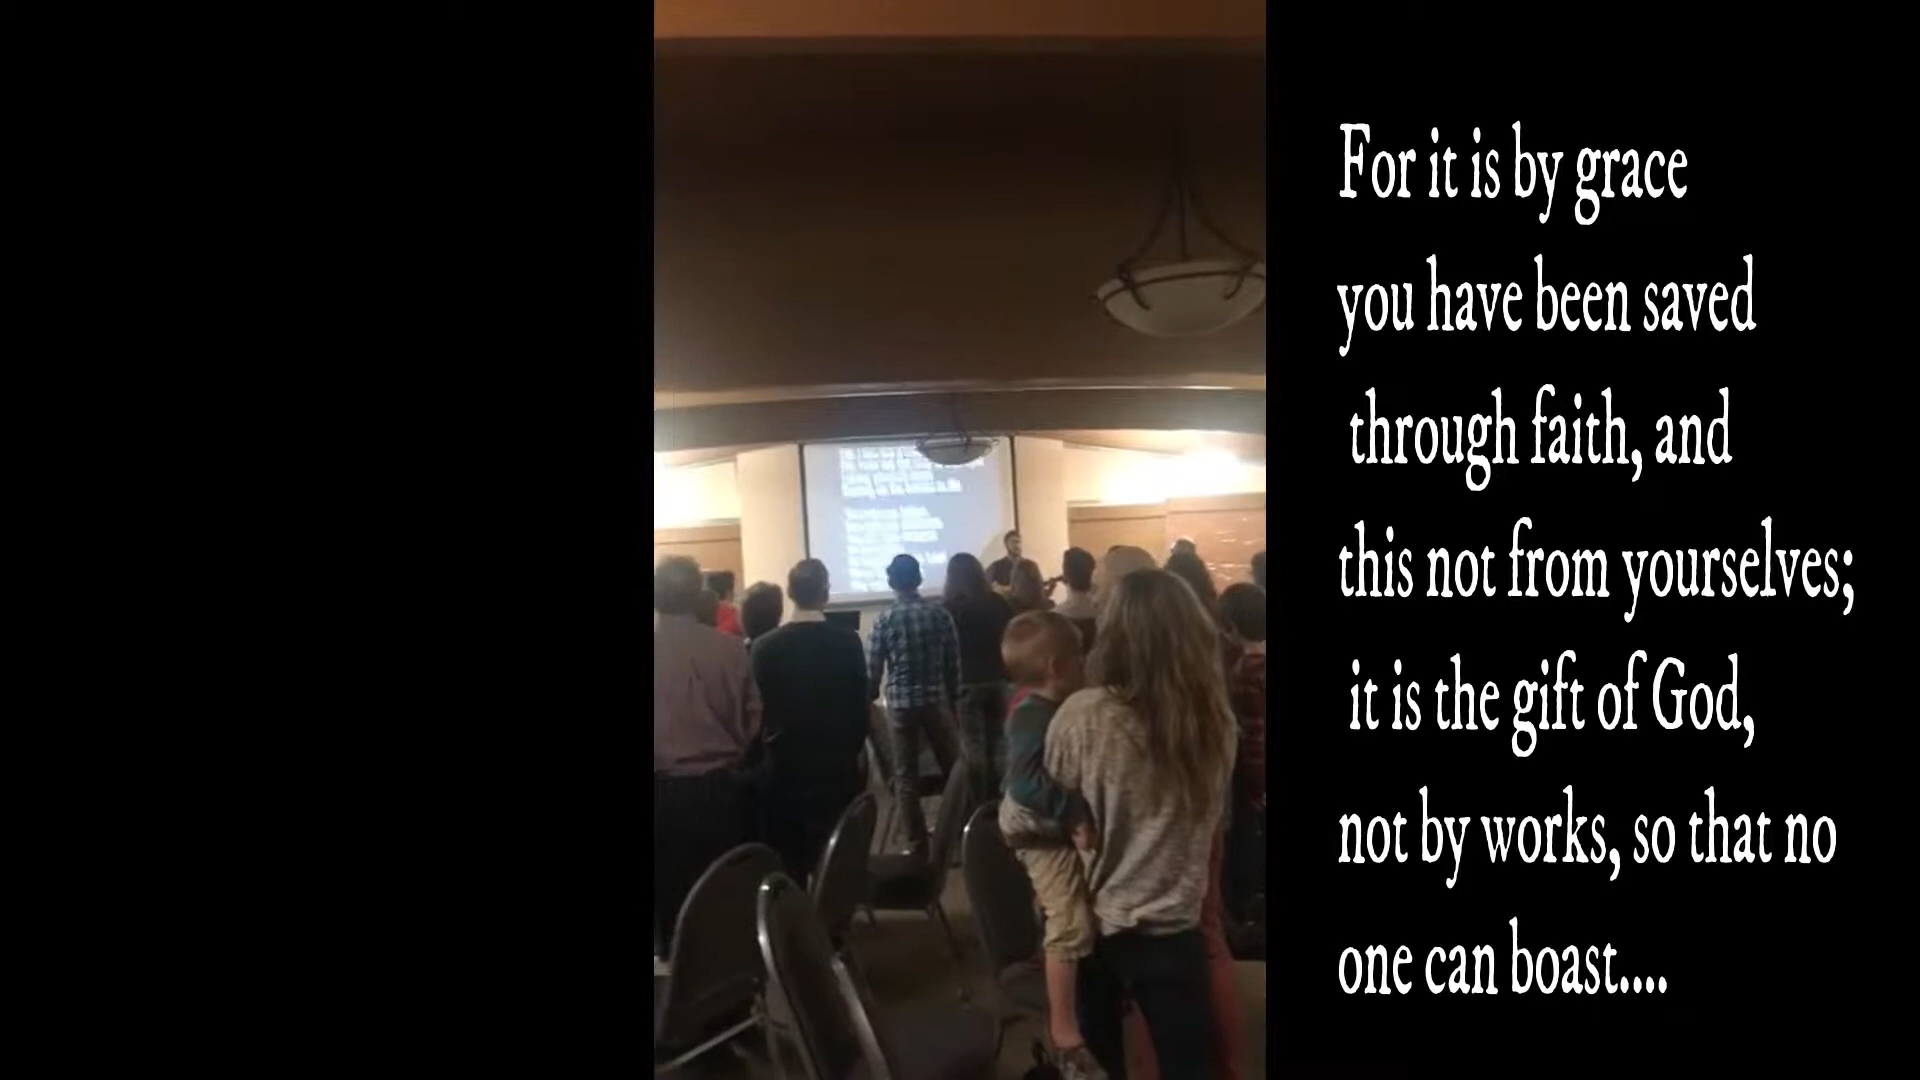 For it is by grace
you have been saved
through faith, and
this not from yourselves;
it is the gift of God,
not by works, so that no
one can boast....